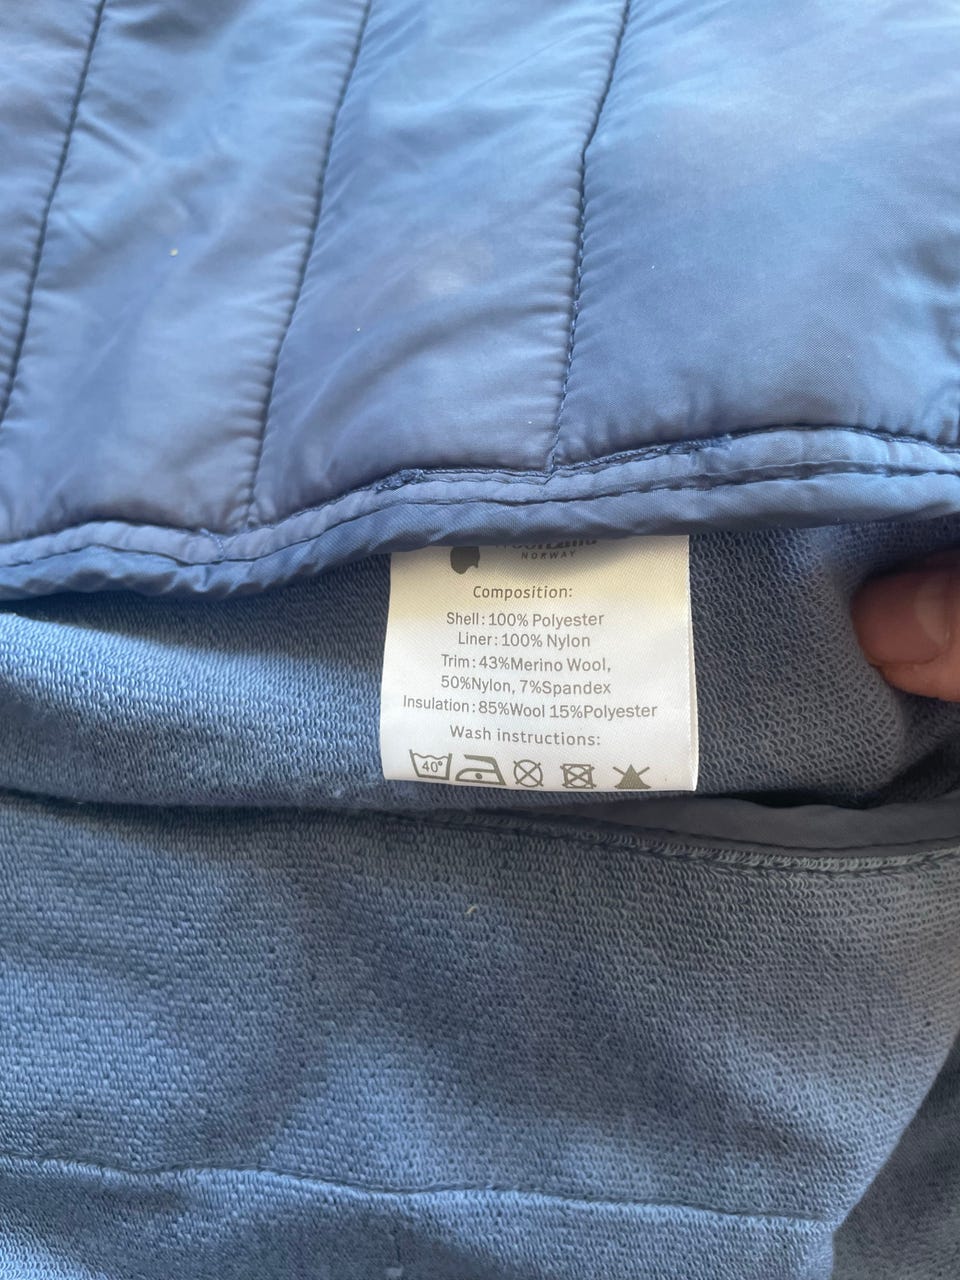 NORWAY
Composition:
Shell:100% Polyester
Liner:100% Nylon
Trim:43%Merino Wool,
50%Nylon, 7%Spandex
Insulation:85%Wool 15%Polyester
Wash instructions:
40°